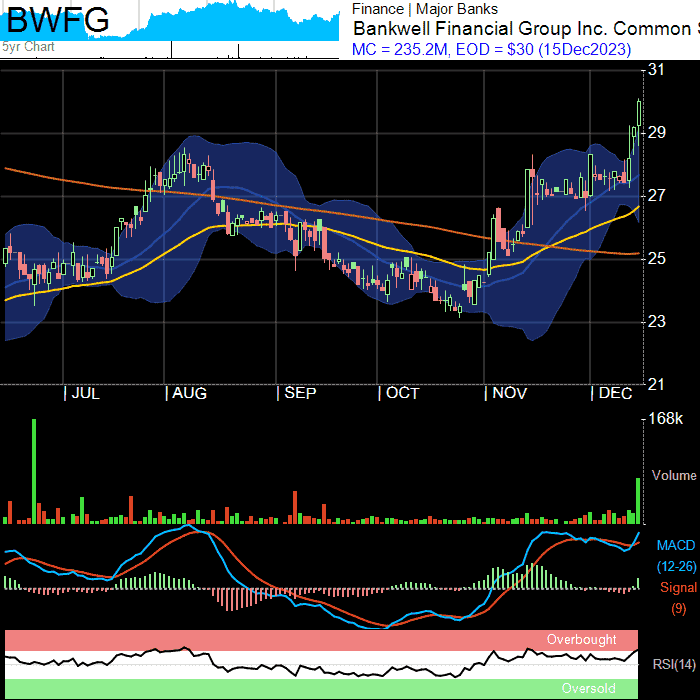 BWFG
5yr Chart
Finance | Major Banks
Bankwell Financial Group Inc. Common S
MC = 235.2M, EOD = $30 (15Dec2023)
31
29
27
25
23
21
| JUL | AUG | SEP | OCT | NOV | DEC
168k
Volume
MACD
(12-26)
Signal
(9)
Overbought
RSI(14)
Oversold